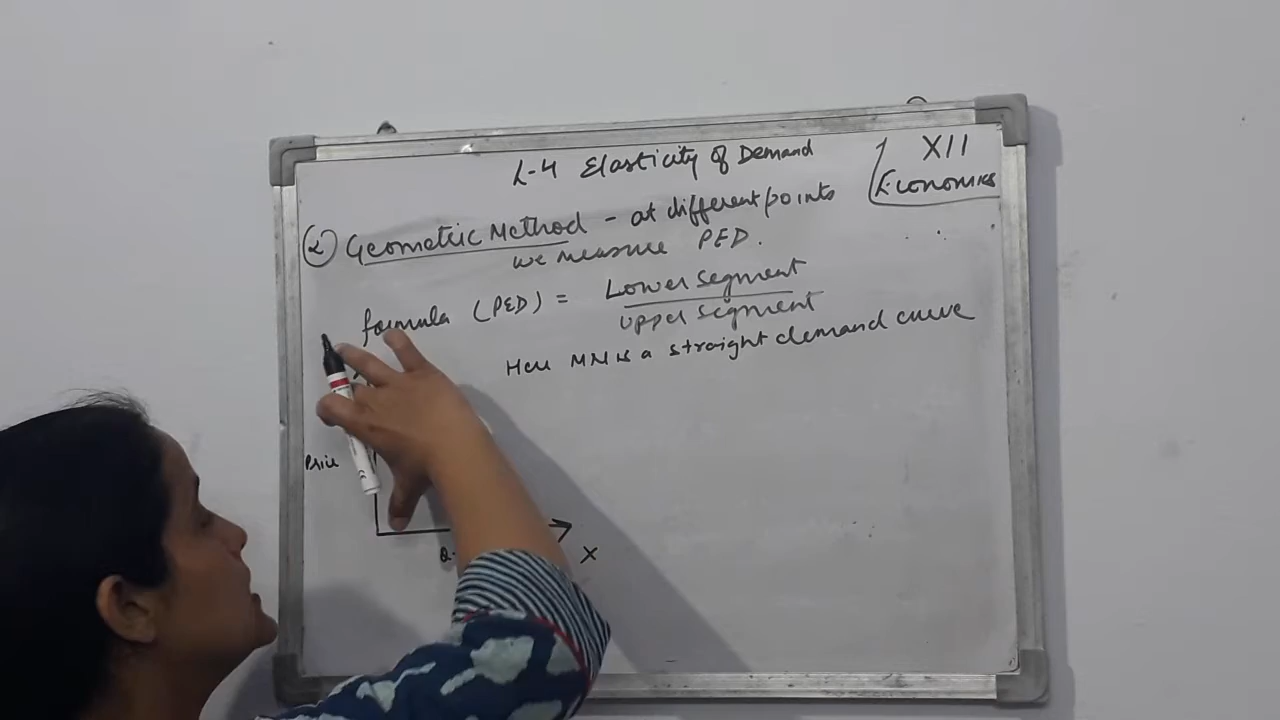 L-4 Elasticity of Demand
XII
Economics
② Geometric Method - at different points
we measure PED.
formula (PED) = Lower segment
Upper segment
Here MN is a straight demand curve
Price
X